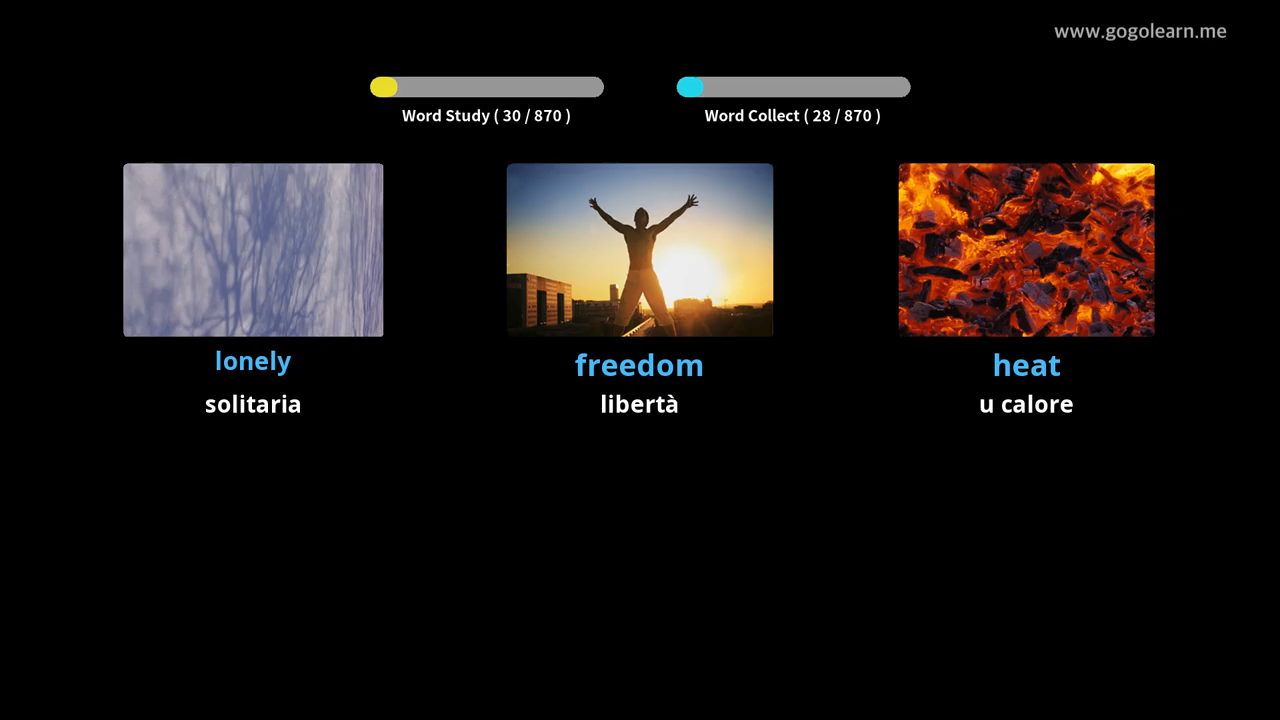 www.gogolearn.me
Word Study ( 30 / 870 )
Word Collect ( 28 / 870 )
lonely
freedom
heat
solitaria
libertà
u calore